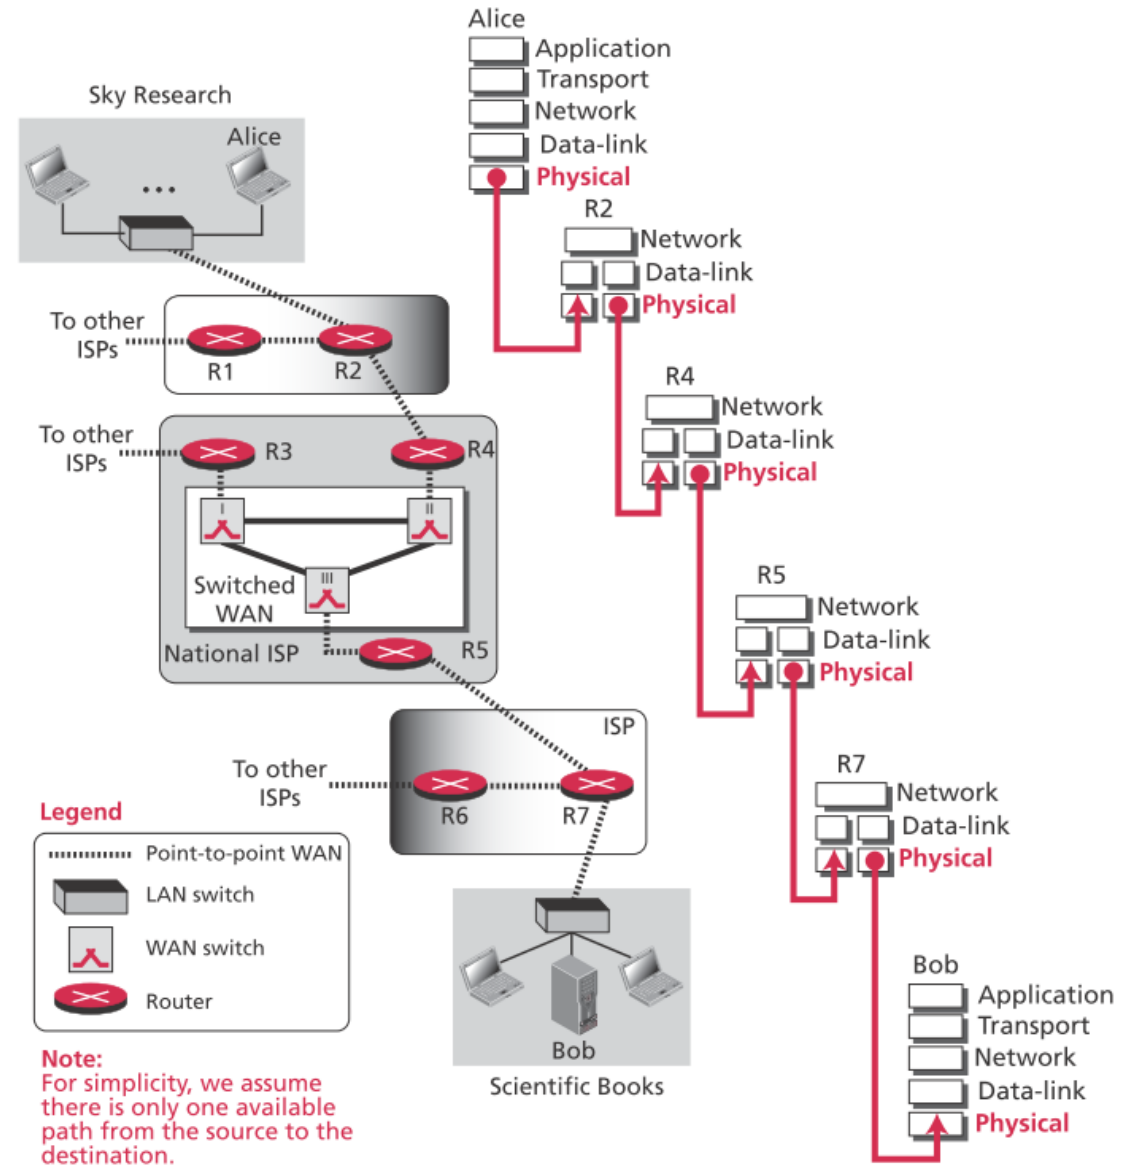 Alice
Application
Transport
Network
Data-link
Physical
Sky Research
Alice
...
R2
Network
Data-link
Physical
To other
ISPs
R1
R2
R4
Network
Data-link
Physical
To other
ISPs
R3
R4
I
II
III
Switched
WAN
National ISP
R5
R5
Network
Data-link
Physical
ISP
To other
ISPs
R6
R7
R7
Network
Data-link
Physical
Legend
Point-to-point WAN
LAN switch
WAN switch
Router
Bob
Scientific Books
Bob
Application
Transport
Network
Data-link
Physical
Note:
For simplicity, we assume
there is only one available
path from the source to the
destination.